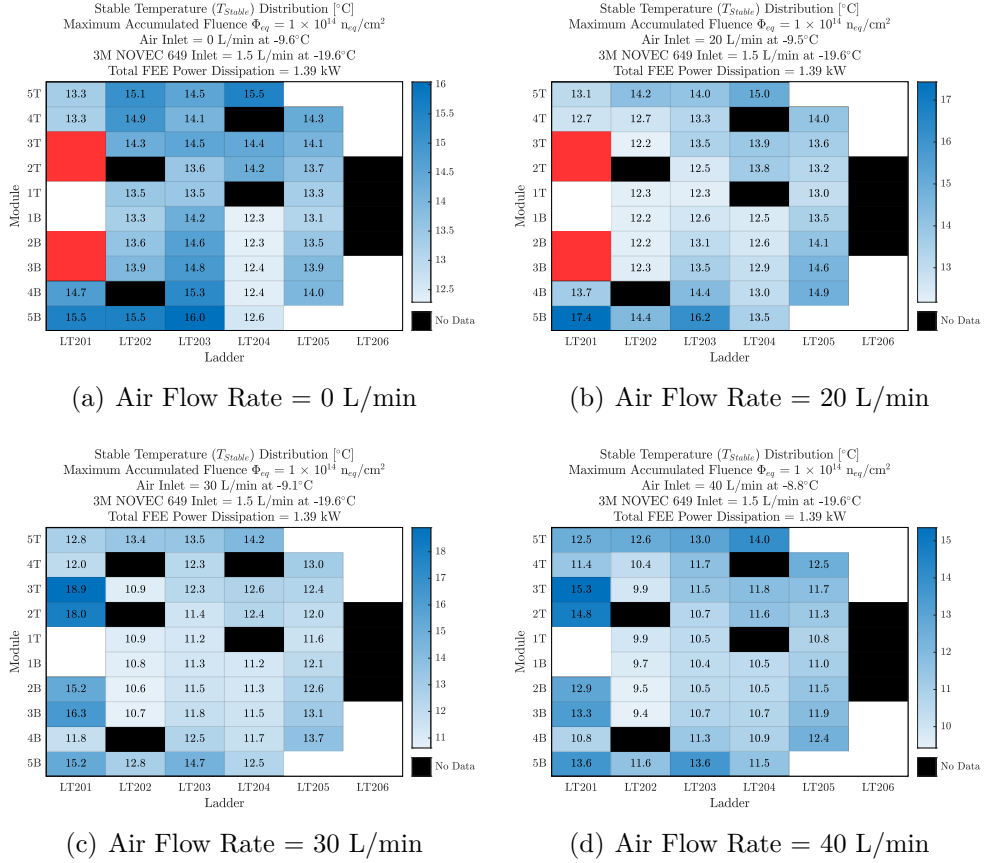 Stable Temperature (T_Stable) Distribution [°C]
Maximum Accumulated Fluence Φ_eq = 1 × 10^14 n_eq/cm^2
Air Inlet = 0 L/min at -9.6°C
3M NOVEC 649 Inlet = 1.5 L/min at -19.6°C
Total FEE Power Dissipation = 1.39 kW
5T 13.3 15.1 14.5 15.5
4T 13.3 14.9 14.1 14.3
3T 14.3 14.5 14.4 14.1
2T 13.6 14.2 13.7
1T 13.5 13.5 13.3
1B 13.3 14.2 12.3 13.1
2B 13.6 14.6 12.3 13.5
3B 13.9 14.8 12.4 13.9
4B 14.7 15.3 12.4 14.0
5B 15.5 15.5 16.0 12.6
LT201 LT202 LT203 LT204 LT205 LT206
Ladder
Module
16
15.5
15
14.5
14
13.5
13
12.5
No Data
(a) Air Flow Rate = 0 L/min
Stable Temperature (T_Stable) Distribution [°C]
Maximum Accumulated Fluence Φ_eq = 1 × 10^14 n_eq/cm^2
Air Inlet = 20 L/min at -9.5°C
3M NOVEC 649 Inlet = 1.5 L/min at -19.6°C
Total FEE Power Dissipation = 1.39 kW
5T 13.1 14.2 14.0 15.0
4T 12.7 12.7 13.3 14.0
3T 12.2 13.5 13.9 13.6
2T 12.5 13.8 13.2
1T 12.3 12.3 13.0
1B 12.2 12.6 12.5 13.5
2B 12.2 13.1 12.6 14.1
3B 12.3 13.5 12.9 14.6
4B 13.7 14.4 13.0 14.9
5B 17.4 14.4 16.2 13.5
LT201 LT202 LT203 LT204 LT205 LT206
Ladder
Module
17
16
15
14
13
No Data
(b) Air Flow Rate = 20 L/min
Stable Temperature (T_Stable) Distribution [°C]
Maximum Accumulated Fluence Φ_eq = 1 × 10^14 n_eq/cm^2
Air Inlet = 30 L/min at -9.1°C
3M NOVEC 649 Inlet = 1.5 L/min at -19.6°C
Total FEE Power Dissipation = 1.39 kW
5T 12.8 13.4 13.5 14.2
4T 12.0 12.3 13.0
3T 18.9 10.9 12.3 12.6 12.4
2T 18.0 11.4 12.4 12.0
1T 10.9 11.2 11.6
1B 10.8 11.3 11.2 12.1
2B 15.2 10.6 11.5 11.3 12.6
3B 16.3 10.7 11.8 11.5 13.1
4B 11.8 12.5 11.7 13.7
5B 15.2 12.8 14.7 12.5
LT201 LT202 LT203 LT204 LT205 LT206
Ladder
Module
18
17
16
15
14
13
12
11
No Data
(c) Air Flow Rate = 30 L/min
Stable Temperature (T_Stable) Distribution [°C]
Maximum Accumulated Fluence Φ_eq = 1 × 10^14 n_eq/cm^2
Air Inlet = 40 L/min at -8.8°C
3M NOVEC 649 Inlet = 1.5 L/min at -19.6°C
Total FEE Power Dissipation = 1.39 kW
5T 12.5 12.6 13.0 14.0
4T 11.4 10.4 11.7 12.5
3T 15.3 9.9 11.5 11.8 11.7
2T 14.8 10.7 11.6 11.3
1T 9.9 10.5 10.8
1B 9.7 10.4 10.5 11.0
2B 12.9 9.5 10.5 10.5 11.5
3B 13.3 9.4 10.7 10.7 11.9
4B 10.8 11.3 10.9 12.4
5B 13.6 11.6 13.6 11.5
LT201 LT202 LT203 LT204 LT205 LT206
Ladder
Module
15
14
13
12
11
10
No Data
(d) Air Flow Rate = 40 L/min